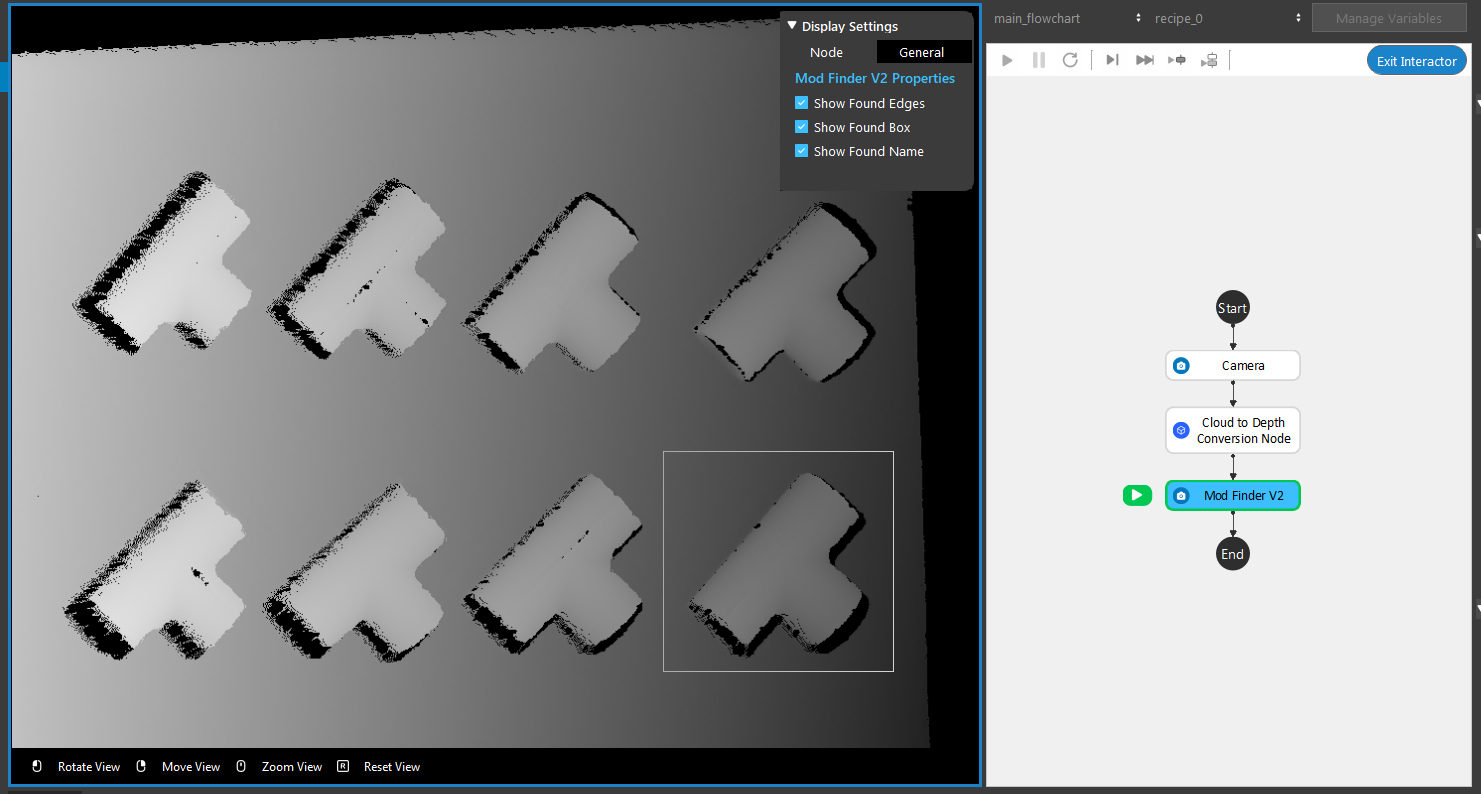 Display Settings
Node
General
Mod Finder V2 Properties
Show Found Edges
Show Found Box
Show Found Name
Rotate View
Move View
Zoom View
R
Reset View
main_flowchart
recipe_0
Manage Variables
Exit Interactor
Start
Camera
Cloud to Depth
Conversion Node
Mod Finder V2
End